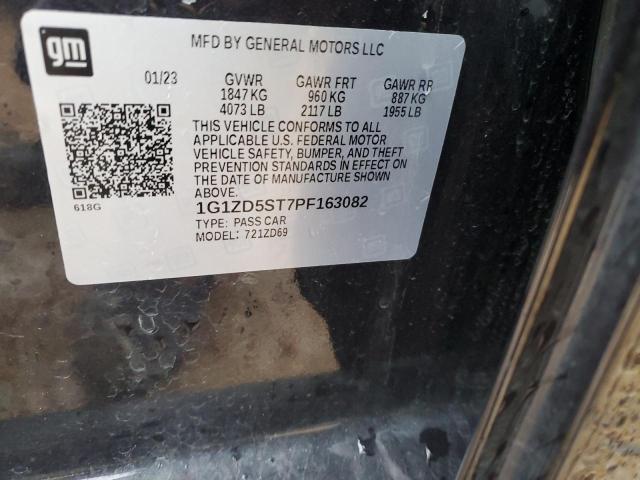 gm
MFD BY GENERAL MOTORS LLC
01/23 GVWR GAWR FRT GAWR RR
1847 KG 960 KG 887 KG
4073 LB 2117 LB 1955 LB
THIS VEHICLE CONFORMS TO ALL
APPLICABLE U.S. FEDERAL MOTOR
VEHICLE SAFETY, BUMPER, AND THEFT
PREVENTION STANDARDS IN EFFECT ON
THE DATE OF MANUFACTURE SHOWN
ABOVE.
618G
1G1ZD5ST7PF163082
TYPE: PASS CAR
MODEL: 721ZD69